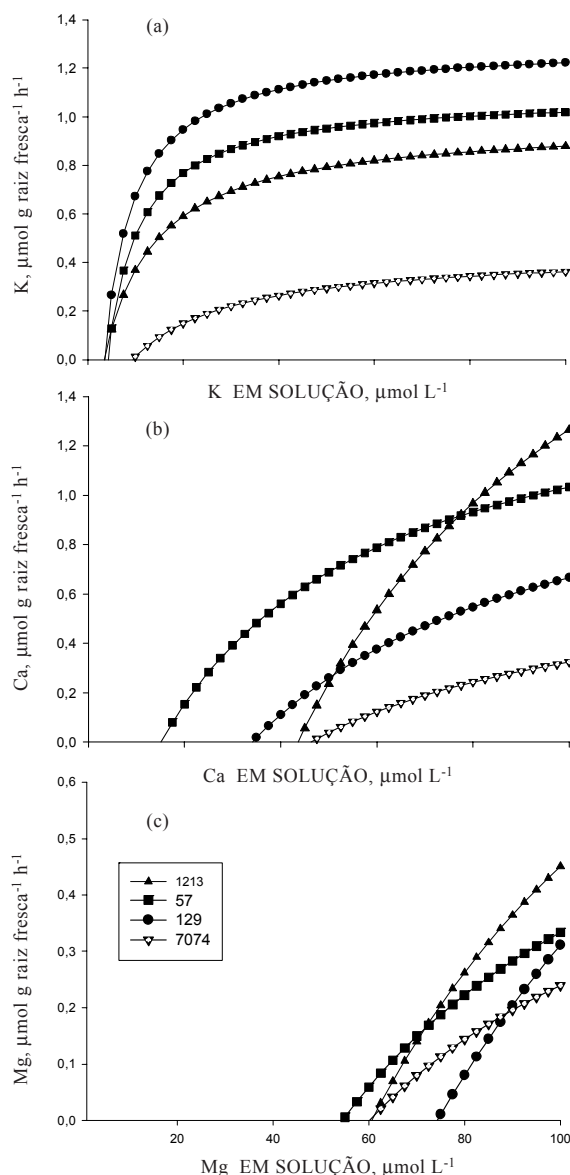 (a)
1,4
1,2
1,0
0,8
0,6
0,4
0,2
0,0
K, µmol g raiz fresca-1 h-1
K EM SOLUÇÃO, µmol L-1
(b)
1,4
1,2
1,0
0,8
0,6
0,4
0,2
0,0
Ca, µmol g raiz fresca-1 h-1
Ca EM SOLUÇÃO, µmol L-1
(c)
0,6
0,5
0,4
0,3
0,2
0,1
0,0
1213
57
129
7074
Mg, µmol g raiz fresca-1 h-1
20 40 60 80 100
Mg EM SOLUÇÃO, µmol L-1